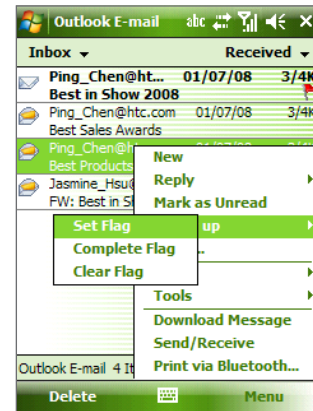 Outlook E-mail abc
Inbox Received
Ping_Chen@ht... 01/07/08 3/4K
Best in Show 2008
Ping_Chen@htc.com 01/07/08 3/4K
Best Sales Awards
Ping_Chen@h
Best Products
Jasmine_Hsu@
FW: Best in S
New
Reply
Mark as Unread
up
..
Set Flag
Complete Flag
Clear Flag
Tools
Download Message
Send/Receive
Print via Bluetooth...
Outlook E-mail 4 It
Delete Menu